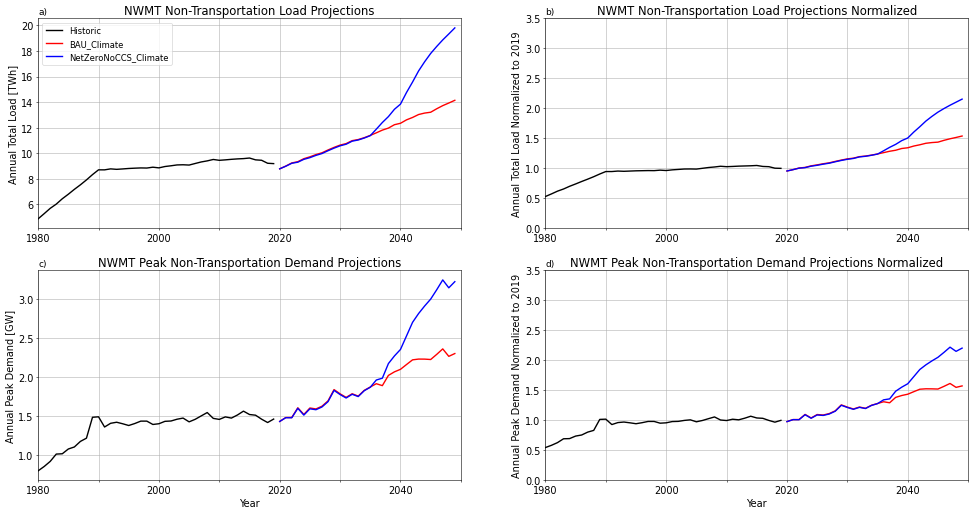 a)
NWMT Non-Transportation Load Projections
Annual Total Load [TWh]
20
18
16
14
12
10
8
6
1980
2000
2020
2040
Historic
BAU_Climate
NetZeroNoCCS_Climate
b)
NWMT Non-Transportation Load Projections Normalized
Annual Total Load Normalized to 2019
3.5
3.0
2.5
2.0
1.5
1.0
0.5
0.0
1980
2000
2020
2040
c)
NWMT Peak Non-Transportation Demand Projections
Annual Peak Demand [GW]
3.0
2.5
2.0
1.5
1.0
1980
2000
2020
2040
Year
d)
NWMT Peak Non-Transportation Demand Projections Normalized
Annual Peak Demand Normalized to 2019
3.5
3.0
2.5
2.0
1.5
1.0
0.5
0.0
1980
2000
2020
2040
Year